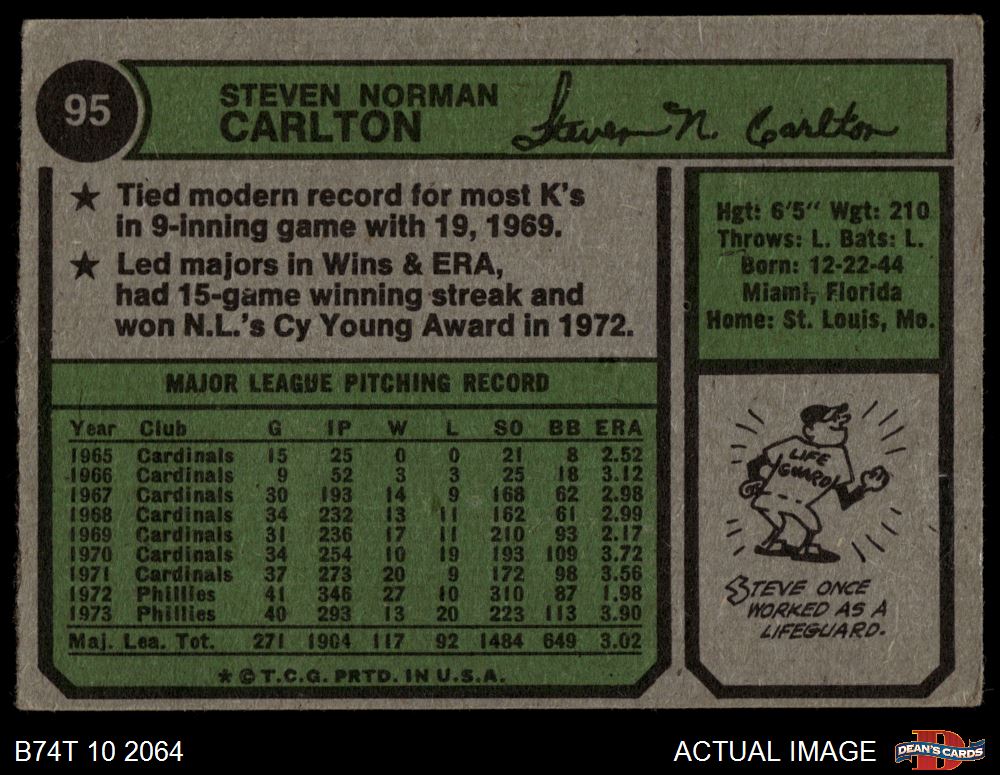 95
STEVEN NORMAN
CARLTON
Steven N. Carlton
★ Tied modern record for most K's
in 9-inning game with 19, 1969.
★ Led majors in Wins & ERA,
had 15-game winning streak and
won N.L.'s Cy Young Award in 1972.
Hgt: 6'5" Wgt: 210
Throws: L. Bats: L.
Born: 12-22-44
Miami, Florida
Home: St. Louis, Mo.
MAJOR LEAGUE PITCHING RECORD
Year Club G IP W L SO BB ERA
1965 Cardinals 15 25 0 0 21 8 2.52
1966 Cardinals 9 52 3 3 25 18 3.12
1967 Cardinals 30 193 14 9 168 62 2.98
1968 Cardinals 34 232 13 11 162 61 2.99
1969 Cardinals 31 236 17 11 210 93 2.17
1970 Cardinals 34 254 10 19 193 109 3.72
1971 Cardinals 37 273 20 9 172 98 3.56
1972 Phillies 41 346 27 10 310 87 1.98
1973 Phillies 40 293 13 20 223 113 3.90
Maj. Lea. Tot. 271 1904 117 92 1484 649 3.02
★ © T.C.G. PRTD. IN U.S.A.
LIFE
GUARD
STEVE ONCE
WORKED AS A
LIFEGUARD.
B74T 10 2064
ACTUAL IMAGE
DEAN'S CARDS